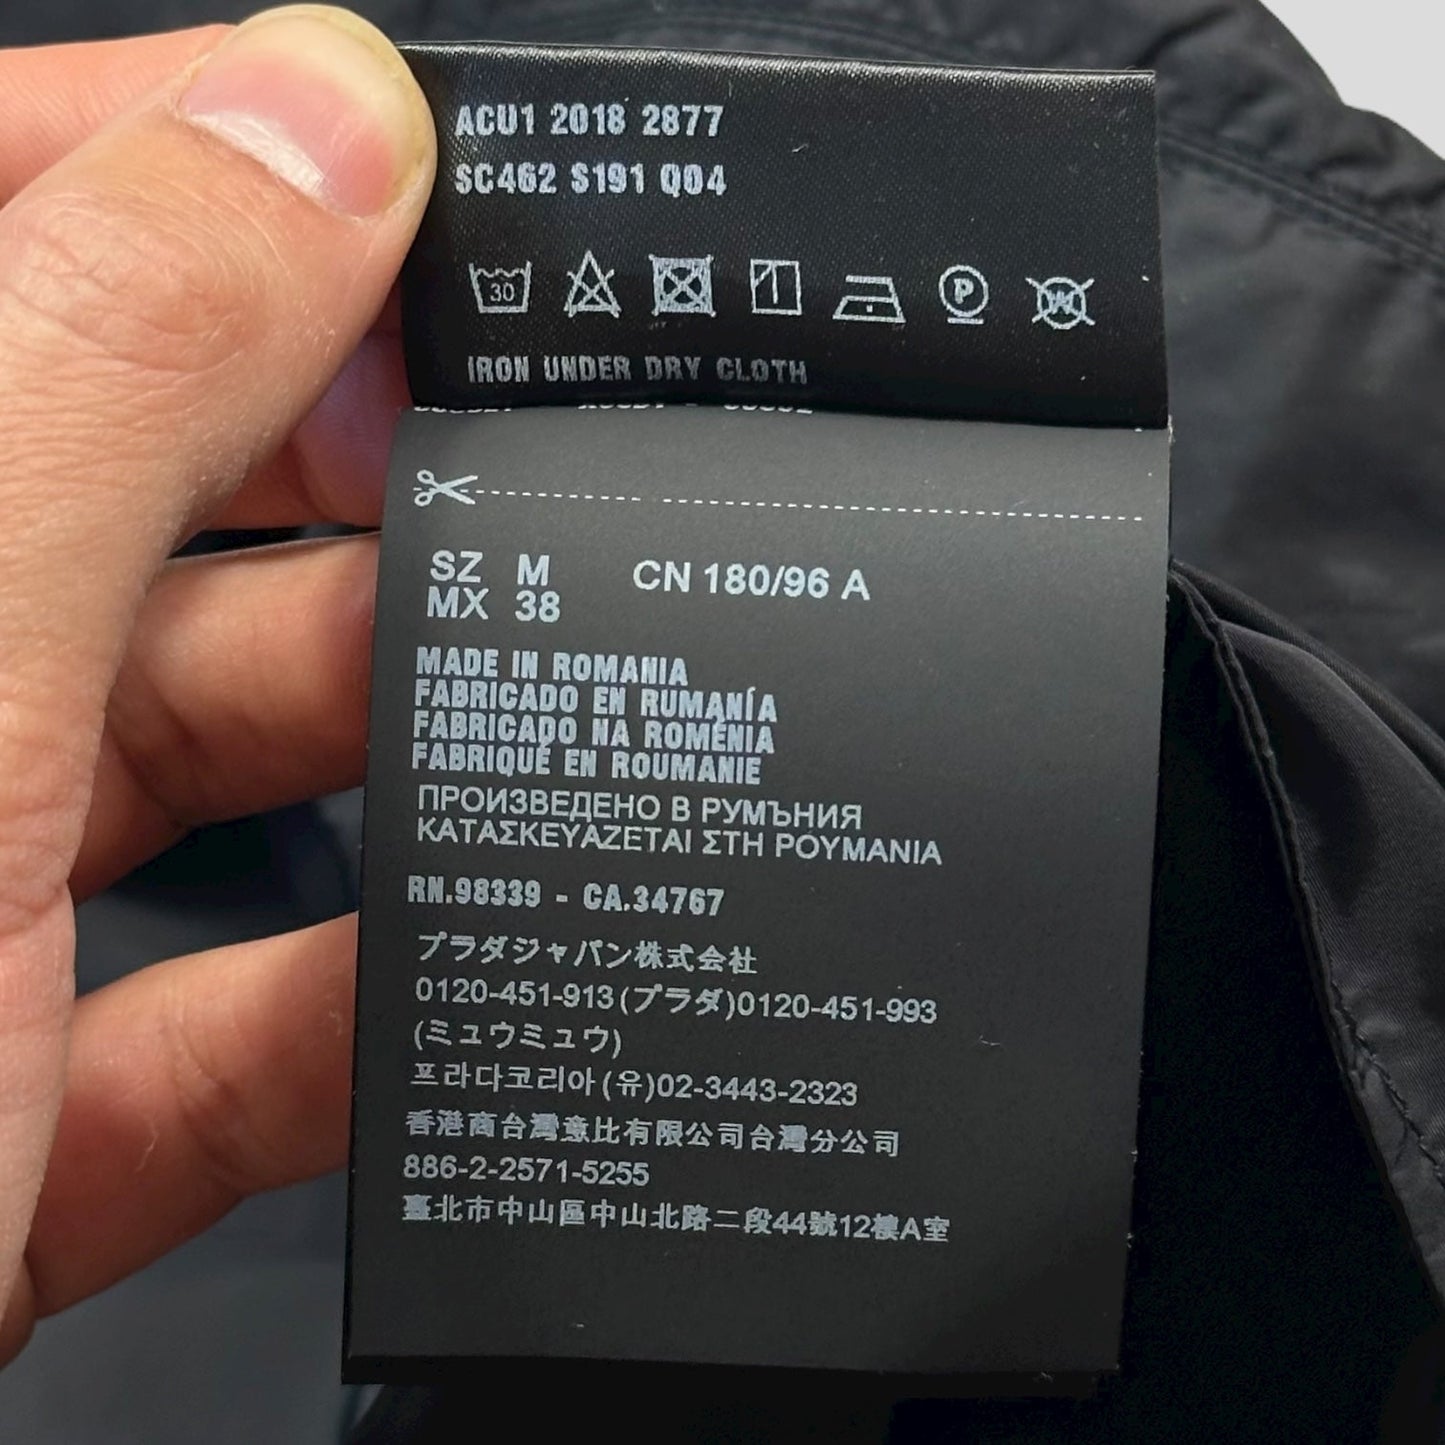 ACU1 2018 2877
SC462 S191 Q04
30 P W
IRON UNDER DRY CLOTH
SZ M CN 180/96 A
MX 38
MADE IN ROMANIA
FABRICADO EN RUMANÍA
FABRICADO NA ROMÉNIA
FABRIQUÉ EN ROUMANIE
ПРОИЗВЕДЕНО В РУМЪНИЯ
ΚΑΤΑΣΚΕΥΑΖΕΤΑΙ ΣΤΗ ΡΟΥΜΑΝΙΑ
RN.98339 - CA.34767
プラダジャパン株式会社
0120-451-913(プラダ)0120-451-993
(ミュウミュウ)
프라다코리아(유)02-3443-2323
香港商台灣意比有限公司台灣分公司
886-2-2571-5255
臺北市中山區中山北路二段44號12樓A室